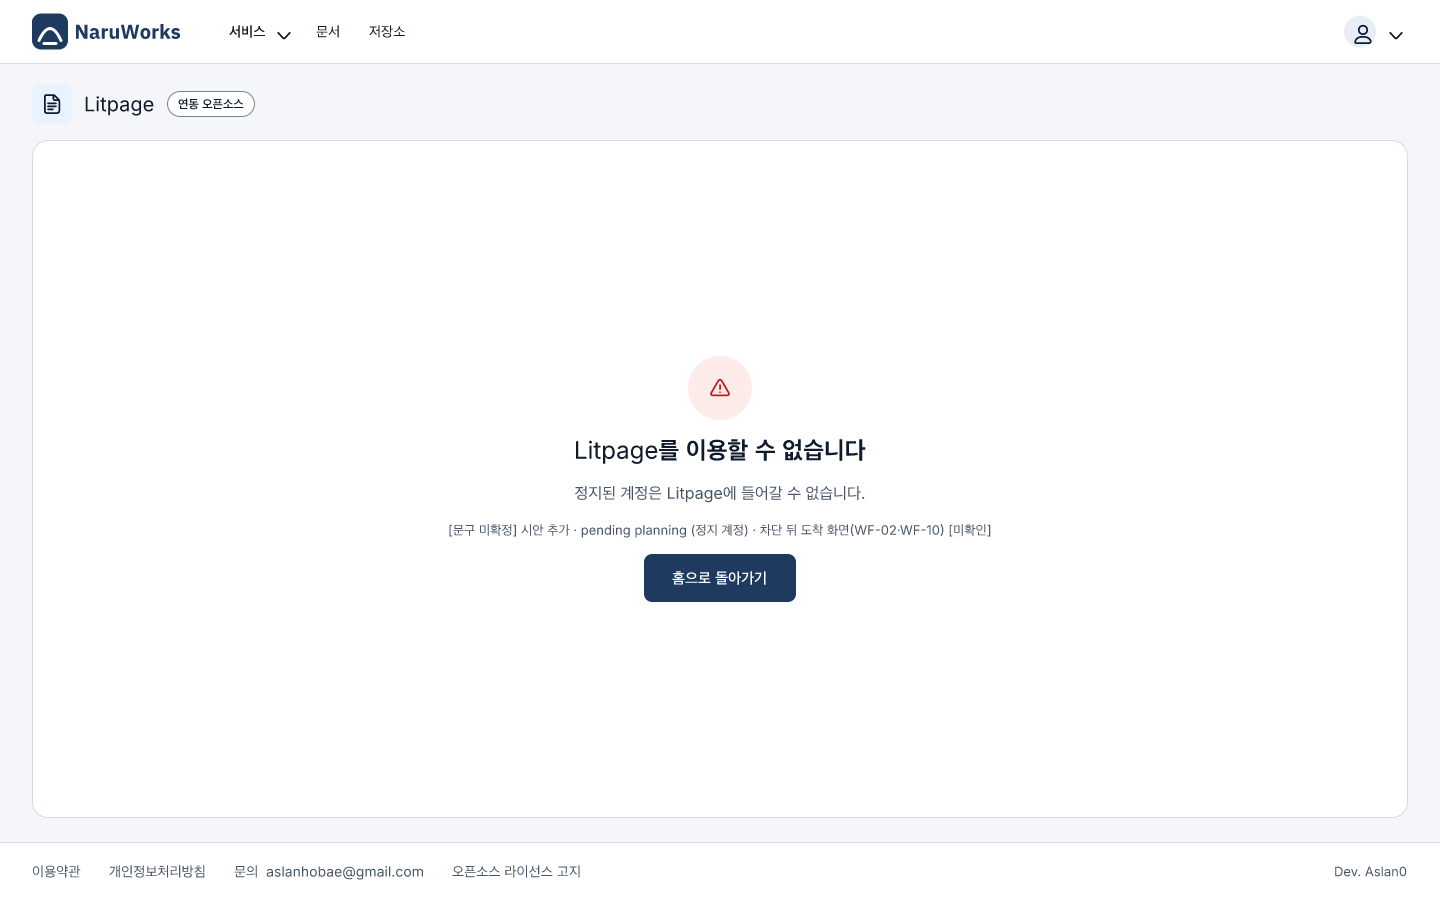 NaruWorks
서비스
문서
저장소
Litpage
연동 오픈소스
Litpage를 이용할 수 없습니다
정지된 계정은 Litpage에 들어갈 수 없습니다.
[문구 미확정] 시안 추가 · pending planning (정지 계정) · 차단 뒤 도착 화면(WF-02·WF-10) [미확인]
홈으로 돌아가기
이용약관
개인정보처리방침
문의 aslanhobae@gmail.com
오픈소스 라이선스 고지
Dev. Aslan0